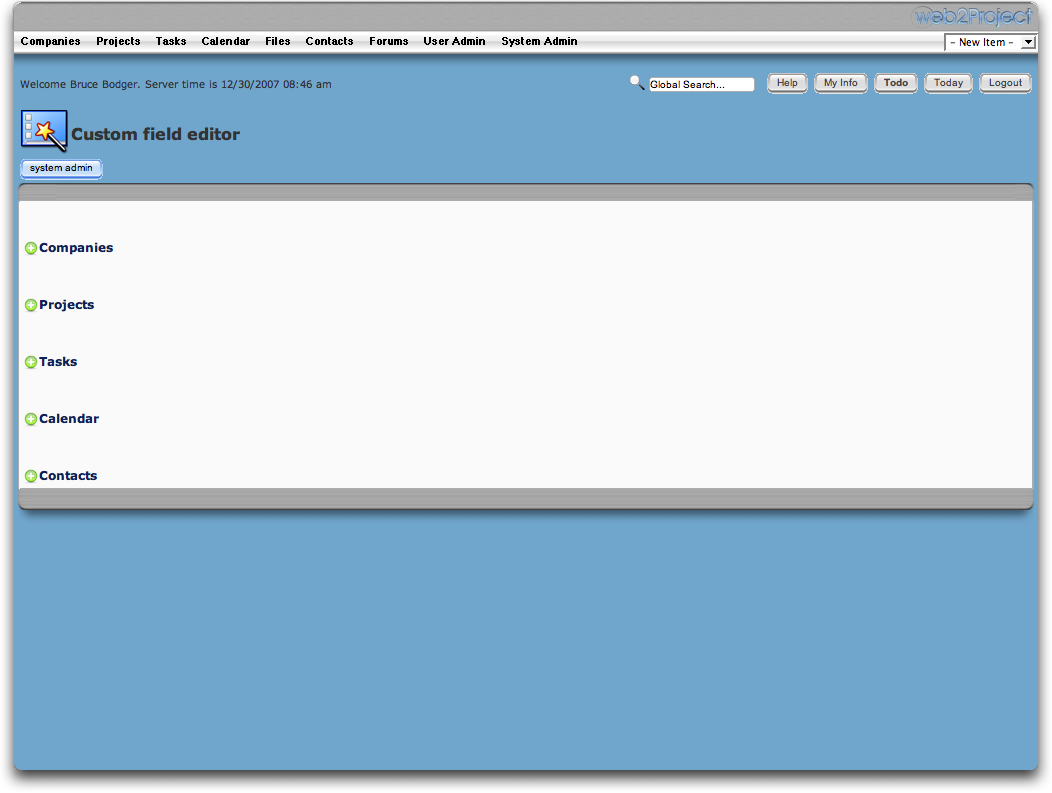 web2Project
Companies Projects Tasks Calendar Files Contacts Forums User Admin System Admin
- New Item -
Welcome Bruce Bodger. Server time is 12/30/2007 08:46 am
Global Search... Help My Info Todo Today Logout
Custom field editor
system admin
Companies
Projects
Tasks
Calendar
Contacts